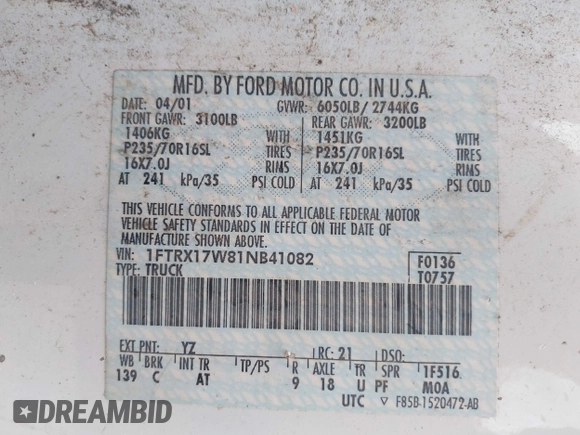 MFD. BY FORD MOTOR CO. IN U.S.A.
DATE: 04/01 GVWR: 6050LB/ 2744KG
FRONT GAWR: 3100LB REAR GAWR: 3200LB
1406KG WITH 1451KG WITH
P235/70R16SL TIRES P235/70R16SL TIRES
16X7.0J RIMS 16X7.0J RIMS
AT 241 kPa/35 PSI COLD AT 241 kPa/35 PSI COLD
THIS VEHICLE CONFORMS TO ALL APPLICABLE FEDERAL MOTOR
VEHICLE SAFETY STANDARDS IN EFFECT ON THE DATE OF
MANUFACTURE SHOWN ABOVE.
VIN: 1FTRX17W81NB41082 F0136
TYPE: TRUCK T0757
EXT PNT: YZ RC: 21 DSO:
WB BRK INT TR TP/PS R AXLE TR SPR 1F516
139 C AT 9 18 U PF M0A
UTC ▽ F85B-1520472-AB
DREAMBID